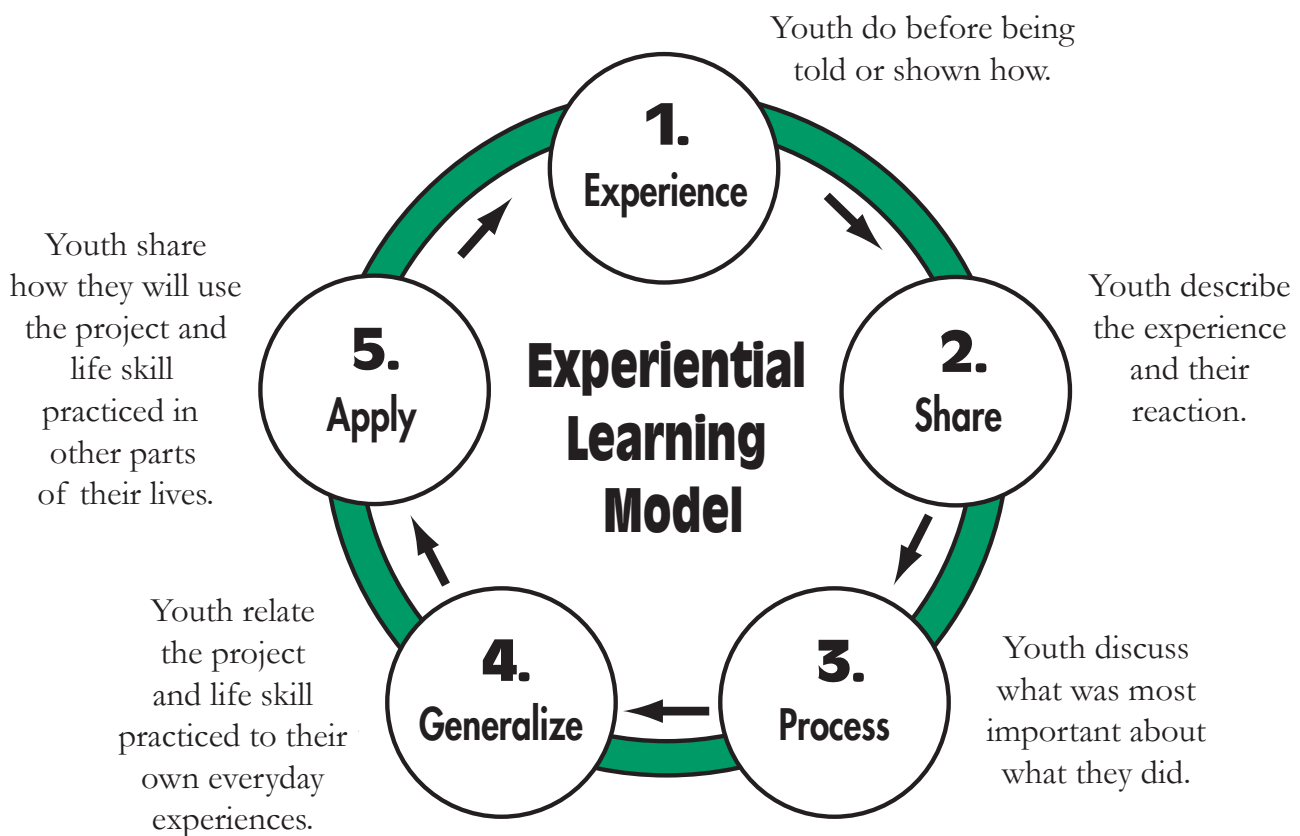 Youth do before being
told or shown how.
1.
Experience
Youth describe
the experience
and their
reaction.
2.
Share
Youth discuss
what was most
important about
what they did.
3.
Process
Youth relate
the project
and life skill
practiced to their
own everyday
experiences.
4.
Generalize
Youth share
how they will use
the project and
life skill
practiced in
other parts
of their lives.
5.
Apply
Experiential
Learning
Model